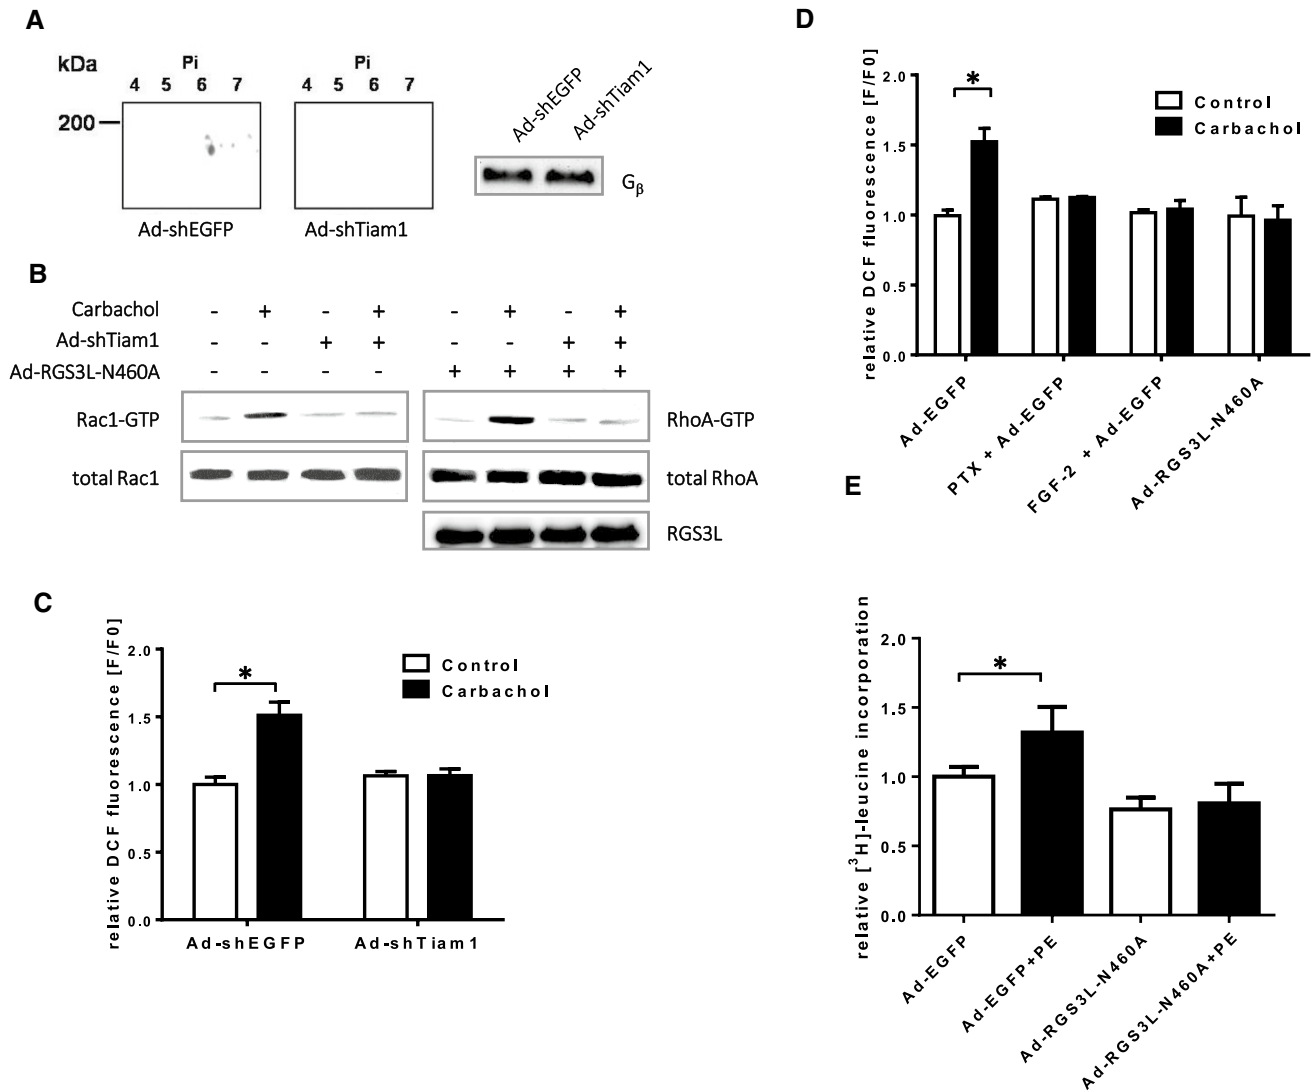 A
kDa
Pi
4 5 6 7
Pi
4 5 6 7
200
Ad-shEGFP
Ad-shTiam1
Ad-shEGFP
Ad-shTiam1
Gβ
B
Carbachol - + - + - + - +
Ad-shTiam1 - - + + - - + +
Ad-RGS3L-N460A - - - - + + + +
Rac1-GTP
RhoA-GTP
total Rac1
total RhoA
RGS3L
C
relative DCF fluorescence [F/F0]
2.0
1.5
1.0
0.5
0.0
*
Control
Carbachol
Ad-shEGFP
Ad-shTiam1
D
relative DCF fluorescence [F/F0]
2.0
1.5
1.0
0.5
0.0
*
Control
Carbachol
Ad-EGFP
PTX + Ad-EGFP
FGF-2 + Ad-EGFP
Ad-RGS3L-N460A
E
relative [³H]-leucine incorporation
2.0
1.5
1.0
0.5
0.0
*
Ad-EGFP
Ad-EGFP+PE
Ad-RGS3L-N460A
Ad-RGS3L-N460A+PE